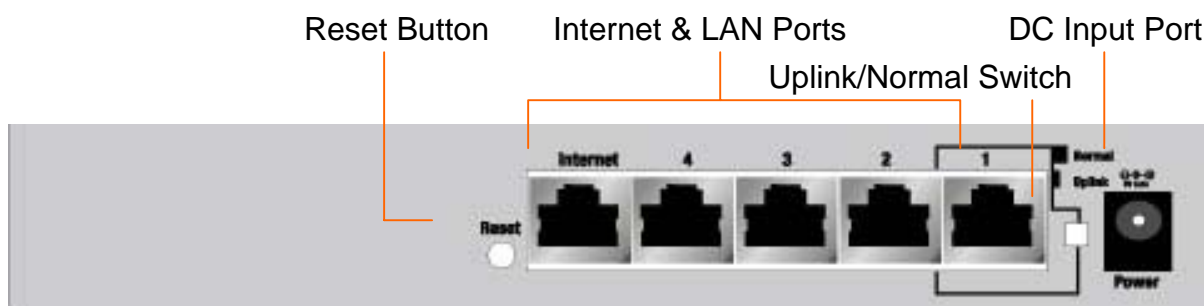 Reset Button Internet & LAN Ports DC Input Port
Uplink/Normal Switch
Internet 4 3 2 1 Normal
Uplink
Reset
Power